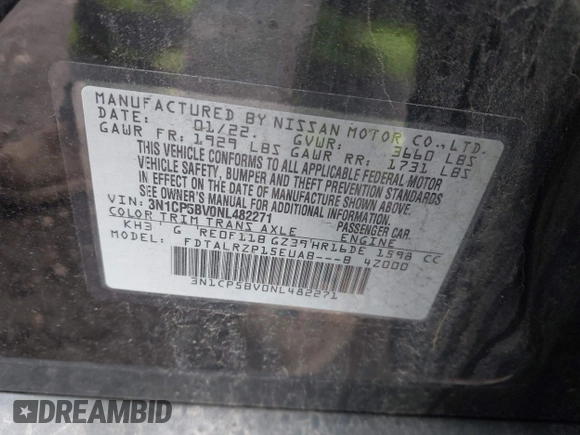 MANUFACTURED BY NISSAN MOTOR CO., LTD.
DATE: 01/22. GVWR: 3660 LBS
GAWR FR: 1929 LBS GAWR RR: 1731 LBS
THIS VEHICLE CONFORMS TO ALL APPLICABLE FEDERAL MOTOR
VEHICLE SAFETY, BUMPER AND THEFT PREVENTION STANDARDS
IN EFFECT ON THE DATE OF MANUFACTURE SHOWN ABOVE.
SEE OWNER'S MANUAL FOR ADDITIONAL INFORMATION.
VIN: 3N1CP5BV0NL482271 PASSENGER CAR
COLOR TRIM TRANS AXLE ENGINE
KH3 G RE0F11B GZ39 HR16DE 1598 CC
MODEL: FDTALRZP15EUA8---B 4Z000
3N1CP5BV0NL482271
DREAMBID